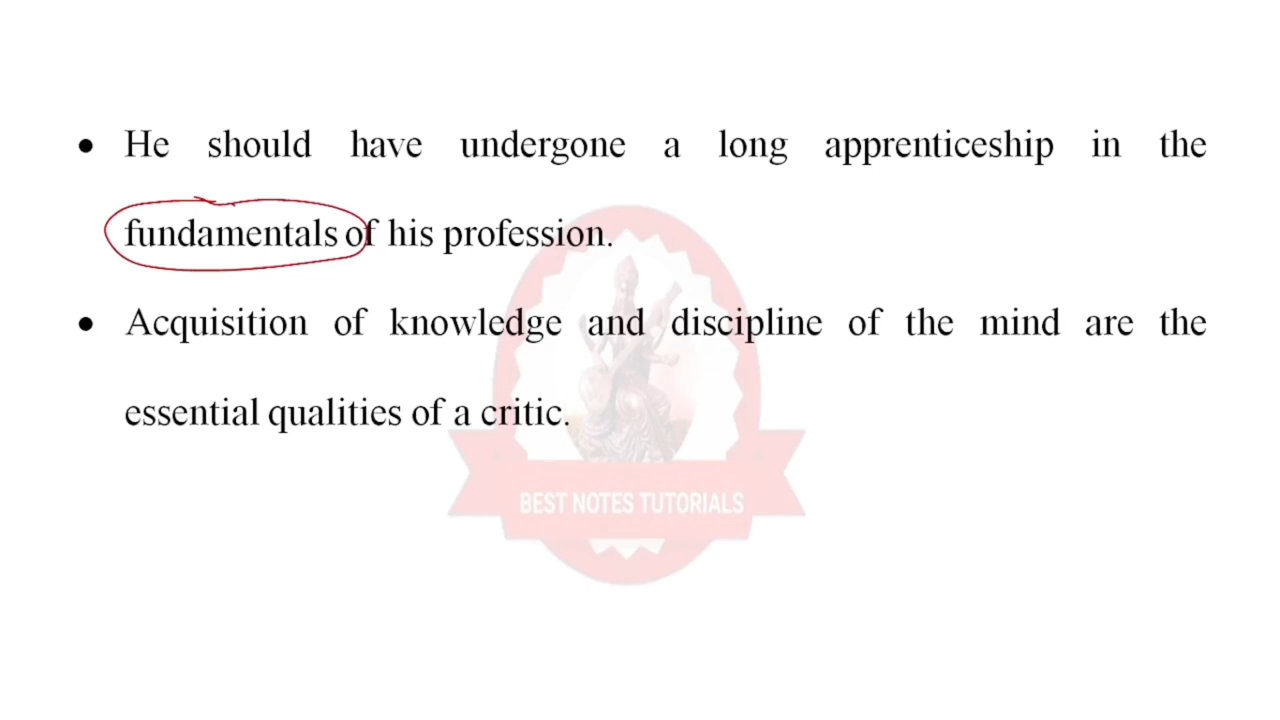 • He should have undergone a long apprenticeship in the
fundamentals of his profession.
• Acquisition of knowledge and discipline of the mind are the
essential qualities of a critic.
BEST NOTES TUTORIALS